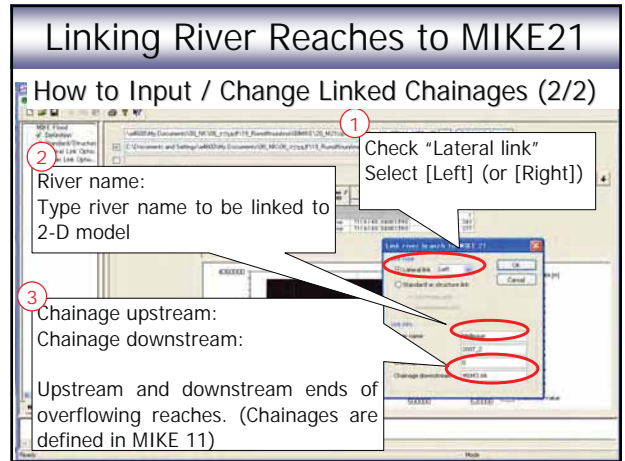 Linking River Reaches to MIKE21
How to Input / Change Linked Chainages (2/2)
1
Check “Lateral link”
Select [Left] (or [Right])
2
River name:
Type river name to be linked to
2-D model
3
Chainage upstream:
Chainage downstream:
Upstream and downstream ends of
overflowing reaches. (Chainages are
defined in MIKE 11)
Link river branch to MIKE 21
Lateral link
Left
OK
Cancel
Standard or structure link
Chainage downstream
Ready
Mode